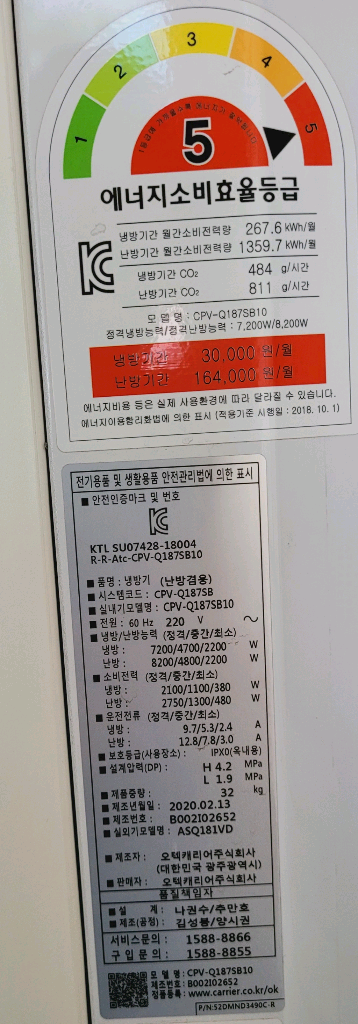 1 2 3 4 5
5
에너지소비효율등급
냉방기간 월간소비전력량 267.6 kWh/월
난방기간 월간소비전력량 1359.7 kWh/월
냉방기간 CO₂ 484 g/시간
난방기간 CO₂ 811 g/시간
모 델 명 : CPV-Q187SB10
정격냉방능력/정격난방능력 : 7,200W/8,200W
냉방기간 30,000 원/월
난방기간 164,000 원/월
에너지비용 등은 실제 사용환경에 따라 달라질 수 있습니다.
에너지이용합리화법에 의한 표시 (적용기준 시행일 : 2018. 10. 1)
전기용품 및 생활용품 안전관리법에 의한 표시
■ 안전인증마크 및 번호
KTL SU07428-18004
R-R-Atc-CPV-Q187SB10
■ 품명 : 냉방기 (난방겸용)
■ 시스템코드 : CPV-Q187SB
■ 실내기모델명 : CPV-Q187SB10
■ 전원 : 60 Hz 220 V ~
■ 냉방/난방능력 (정격/중간/최소)
냉방 : 7200/4700/2200 W
난방 : 8200/4800/2200 W
■ 소비전력 (정격/중간/최소)
냉방 : 2100/1100/380 W
난방 : 2750/1300/480 W
■ 운전전류 (정격/중간/최소)
냉방 : 9.7/5.3/2.4 A
난방 : 12.8/7.8/3.0 A
■ 보호등급(사용장소) : IPX0(옥내용)
■ 설계압력(DP) : H 4.2 MPa
L 1.9 MPa
■ 제품중량 : 32 kg
■ 제조년월일 : 2020.02.13
■ 제조번호 : B002I02652
■ 실외기모델명 : ASQ181VD
■ 제조자 : 오텍캐리어주식회사
(대한민국 광주광역시)
■ 판매자 : 오텍캐리어주식회사
품질책임자
■ 설 계 : 나권수/추만호
■ 제조(공정) : 김성봉/양시권
서비스문의 : 1588-8866
구 입 문 의 : 1588-8855
모 델 명 : CPV-Q187SB10
제조번호 : B002I02652
정품등록 : www.carrier.co.kr/ok
P/N:52DMND3490C-R